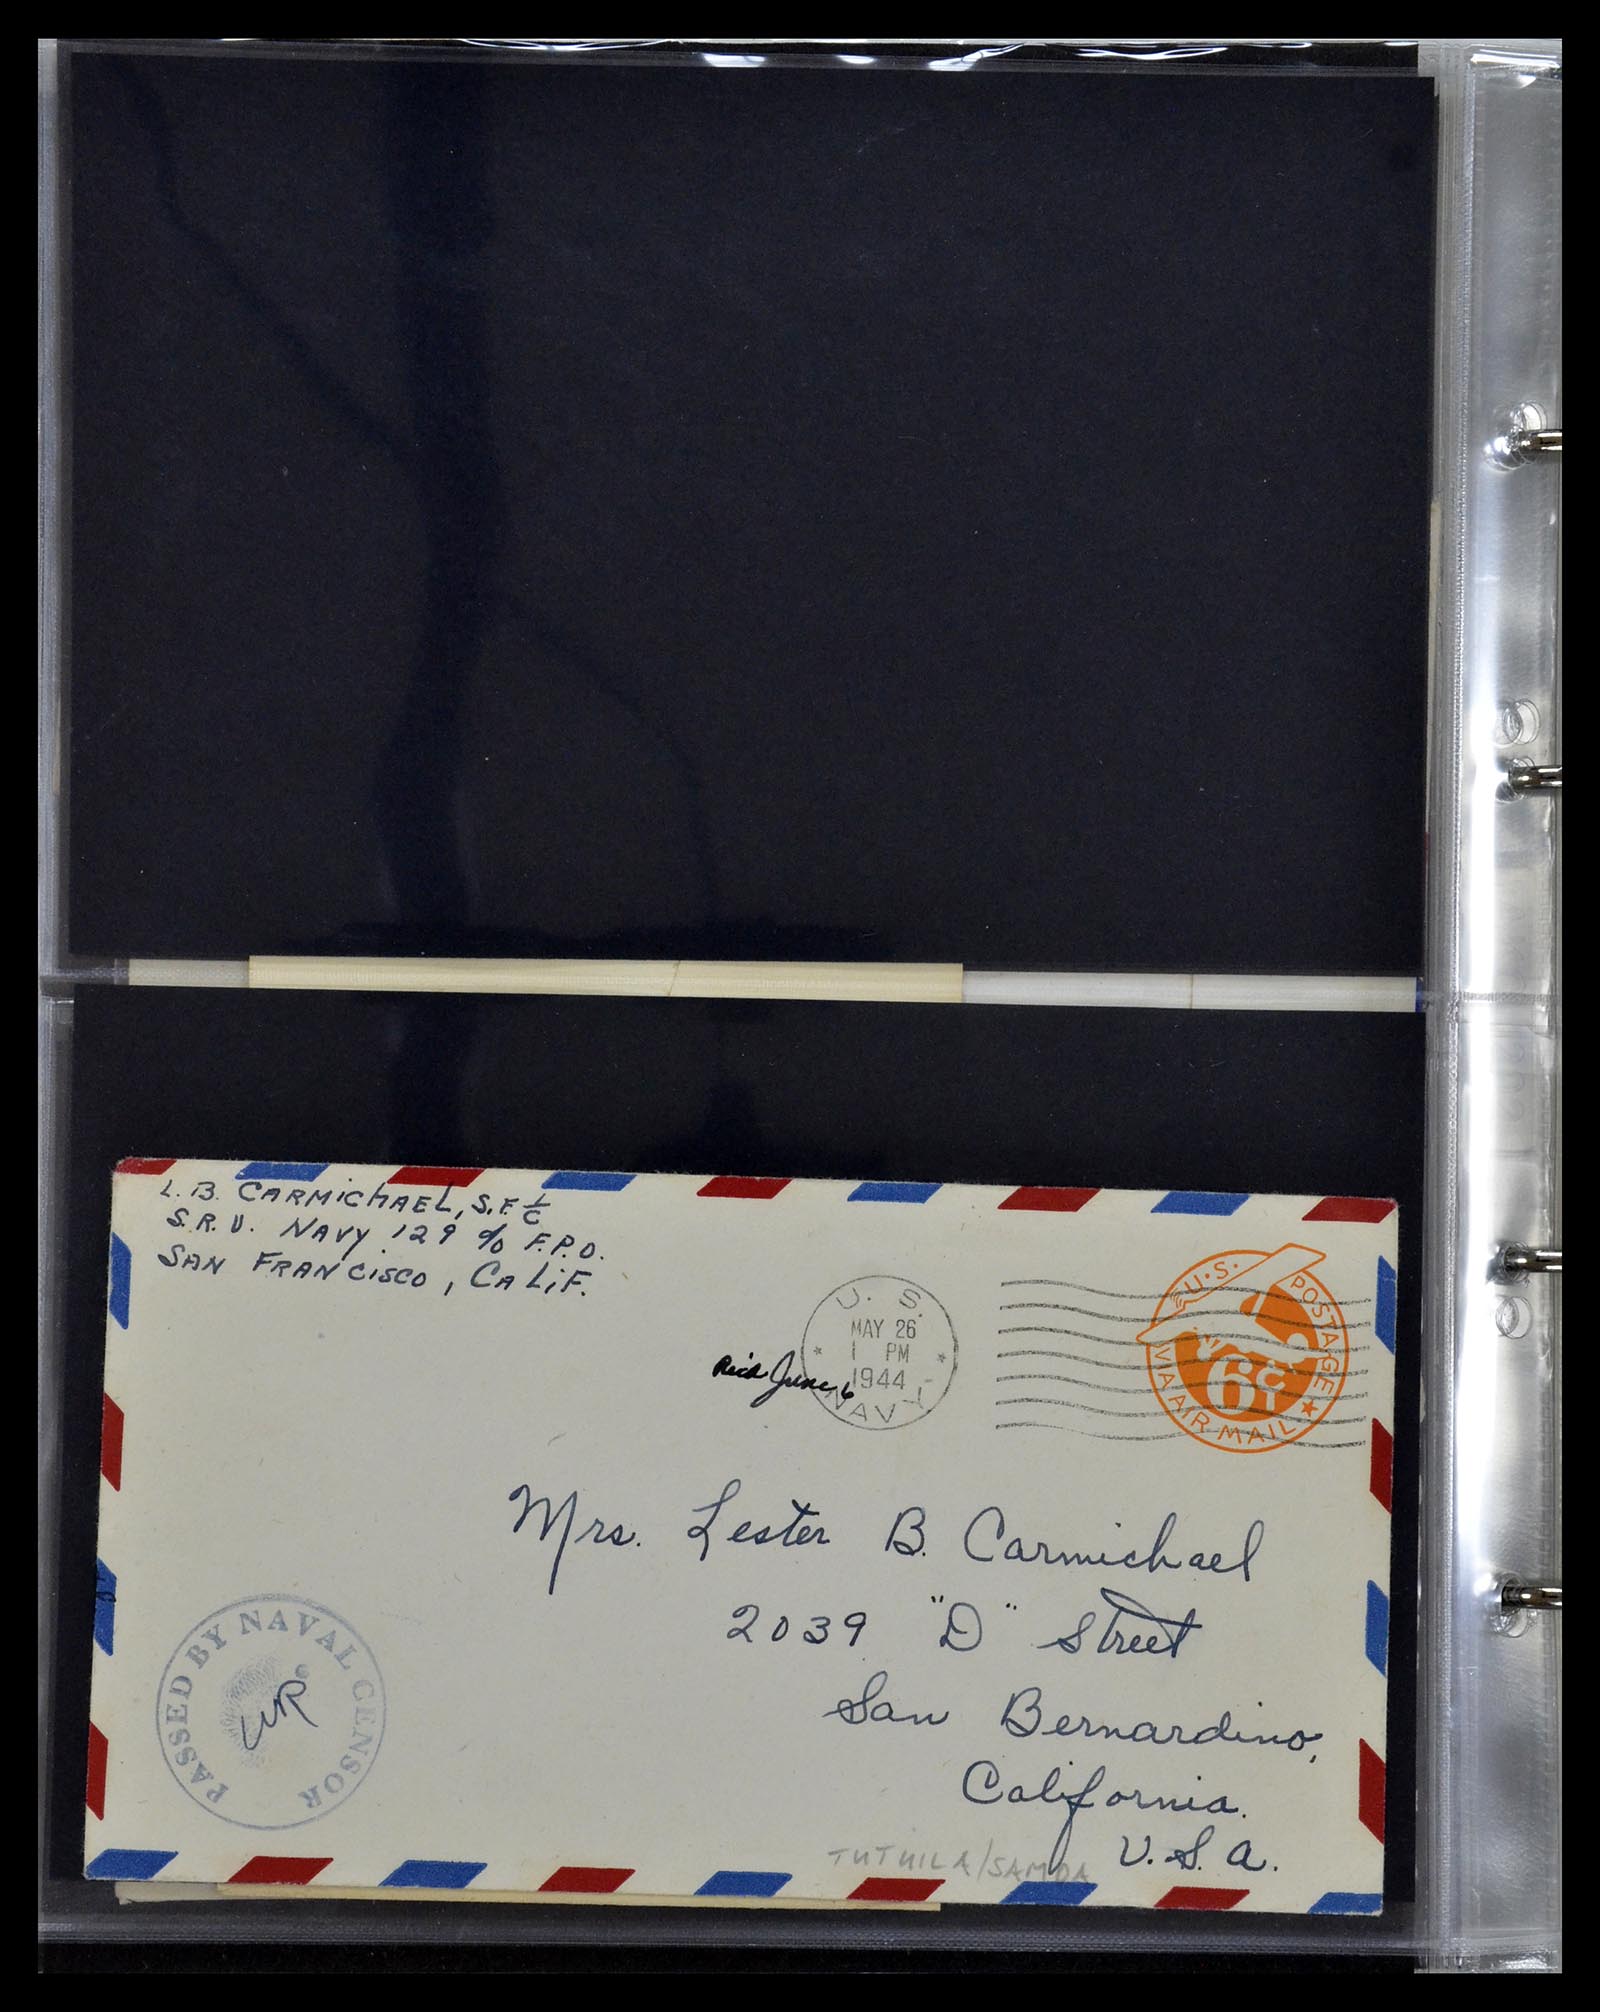 L. B. CARMICHAEL, S.F. 1/C
S.R.U. NAVY 129 c/o F.P.O.
SAN FRANCISCO, CALIF.
U. S. NAVY
MAY 26
1 PM
1944
Rec'd June 6
U.S. POSTAGE
6¢
VIA AIR MAIL
Mrs. Lester B. Carmichael
2039 "D" Street
San Bernardino,
California.
U.S.A.
PASSED BY NAVAL CENSOR
TUTUILA/SAMOA